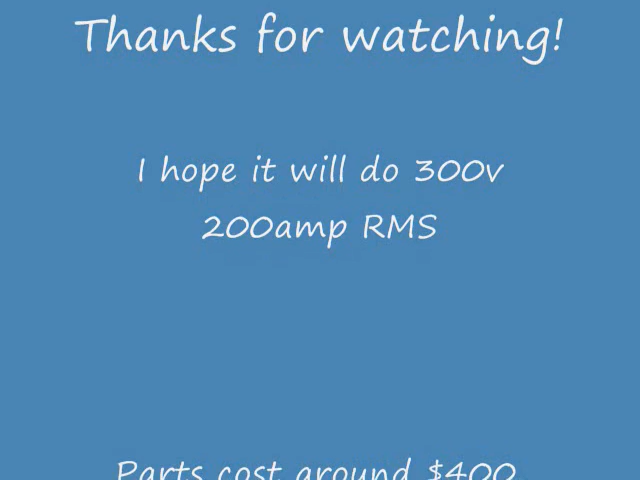 Thanks for watching!
I hope it will do 300v
200amp RMS
Parts cost around $400